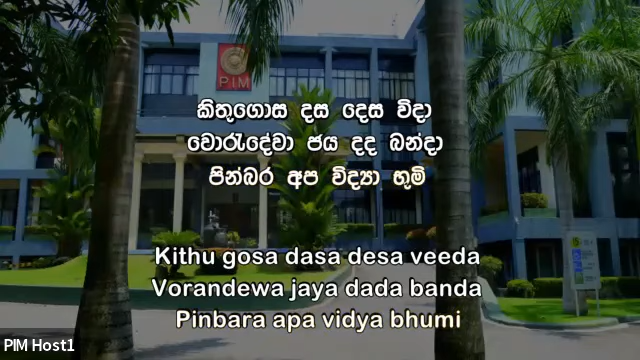 PIM
කිතුගොස දස දෙස විදා
වොරැදේවා ජය දද බන්දා
පින්බර අප විද්‍යා භූමි
Kithu gosa dasa desa veeda
Vorandewa jaya dada banda
Pinbara apa vidya bhumi
PIM Host1